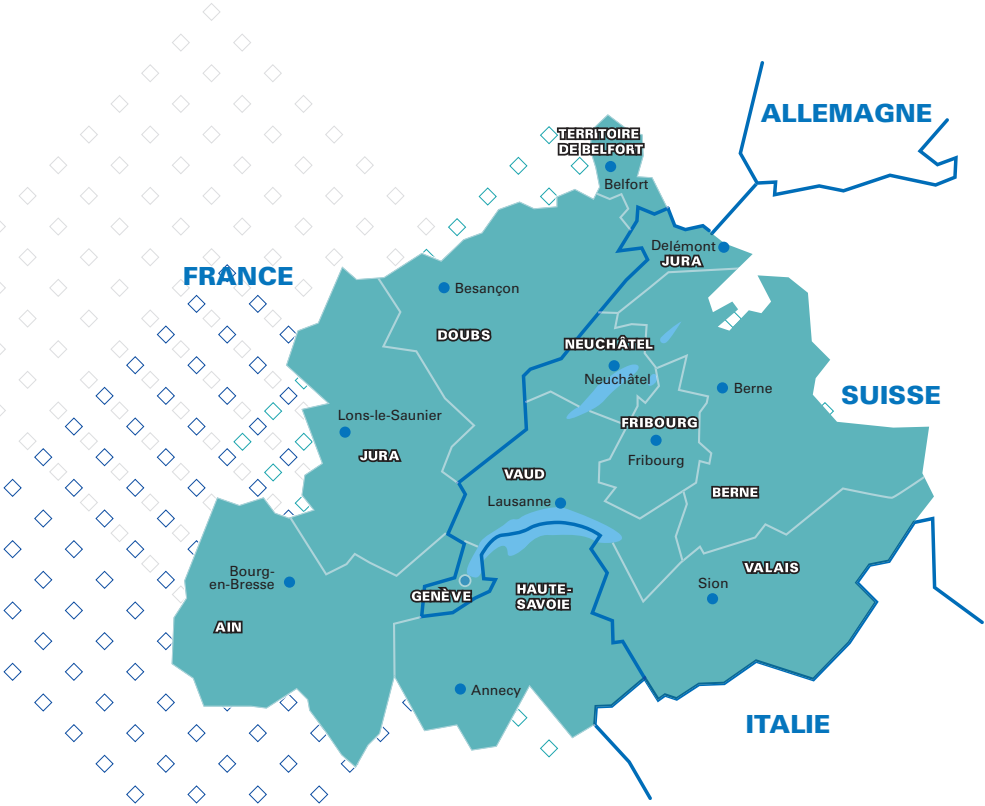 ALLEMAGNE
TERRITOIRE
DE BELFORT
Belfort
Delémont
JURA
FRANCE
Besançon
DOUBS
NEUCHÂTEL
Neuchâtel
Berne
SUISSE
Lons-le-Saunier
JURA
FRIBOURG
Fribourg
VAUD
Lausanne
BERNE
VALAIS
Sion
Bourg-
en-Bresse
GENÈVE
HAUTE-
SAVOIE
AIN
Annecy
ITALIE